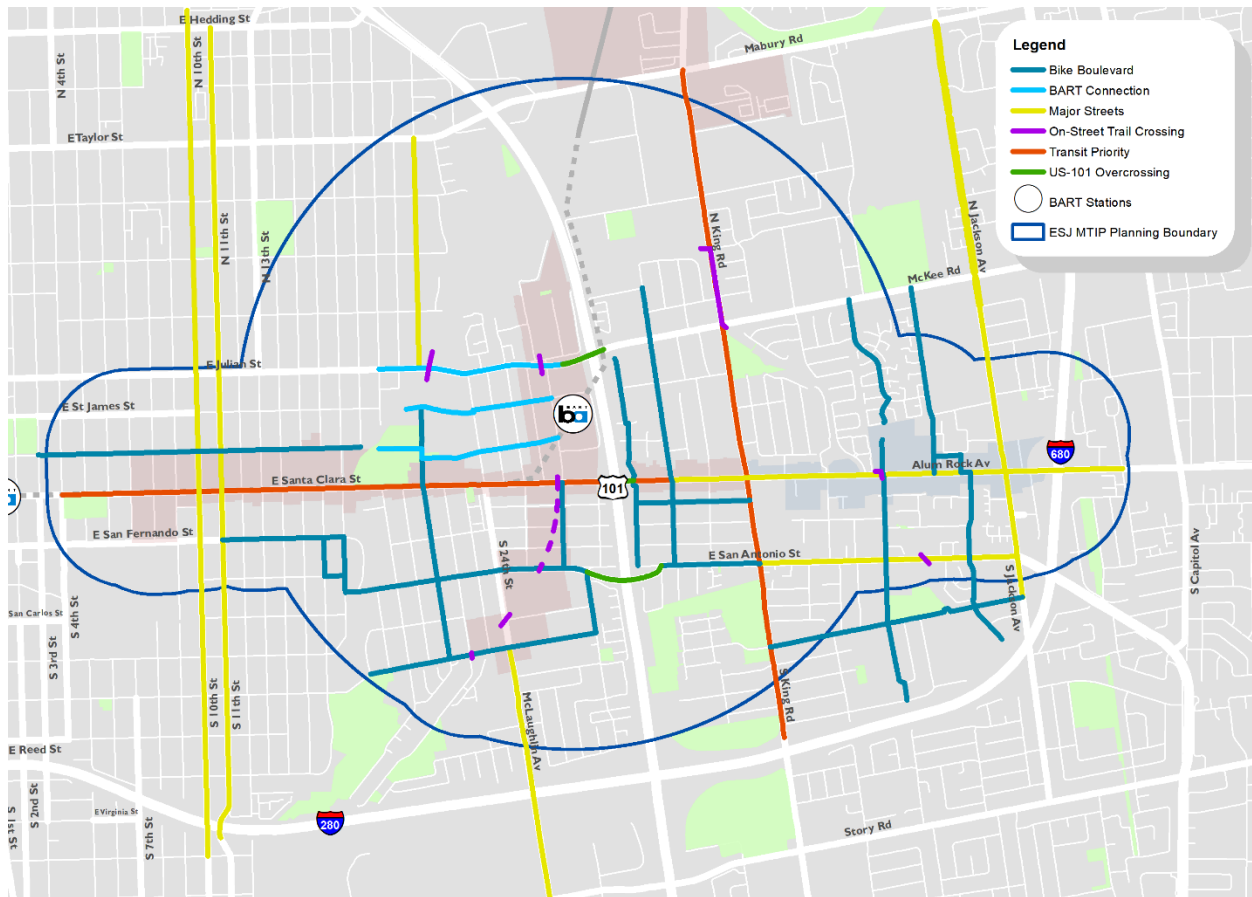 E Hedding St
N 4th St
N 10th St
N 11th St
N 13th St
E Taylor St
Mabury Rd
N King Rd
N Jackson Av
McKee Rd
Legend
Bike Boulevard
BART Connection
Major Streets
On-Street Trail Crossing
Transit Priority
US-101 Overcrossing
BART Stations
ESJ MTIP Planning Boundary
E Julian St
E St James St
ba
E Santa Clara St
101
Alum Rock Av
680
E San Fernando St
S 24th St
E San Antonio St
S Jackson Av
S Capitol Av
San Carlos St
S 4th St
S 3rd St
S 10th St
S 11th St
McLaughlin Av
S King Rd
E Reed St
S 2nd St
S 1st St
E Virginia St
S 7th St
280
Story Rd